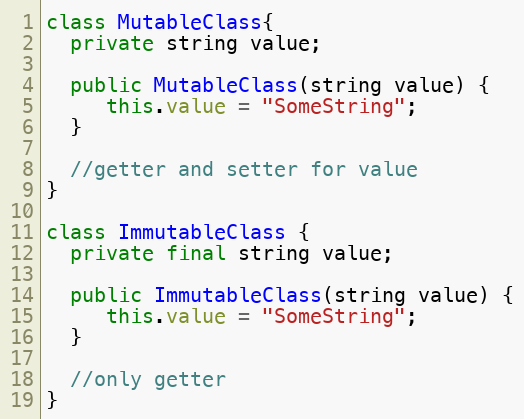 1 class MutableClass{
2   private string value;
3
4   public MutableClass(string value) {
5      this.value = "SomeString";
6   }
7
8   //getter and setter for value
9 }
10
11 class ImmutableClass {
12   private final string value;
13
14   public ImmutableClass(string value) {
15      this.value = "SomeString";
16   }
17
18   //only getter
19 }